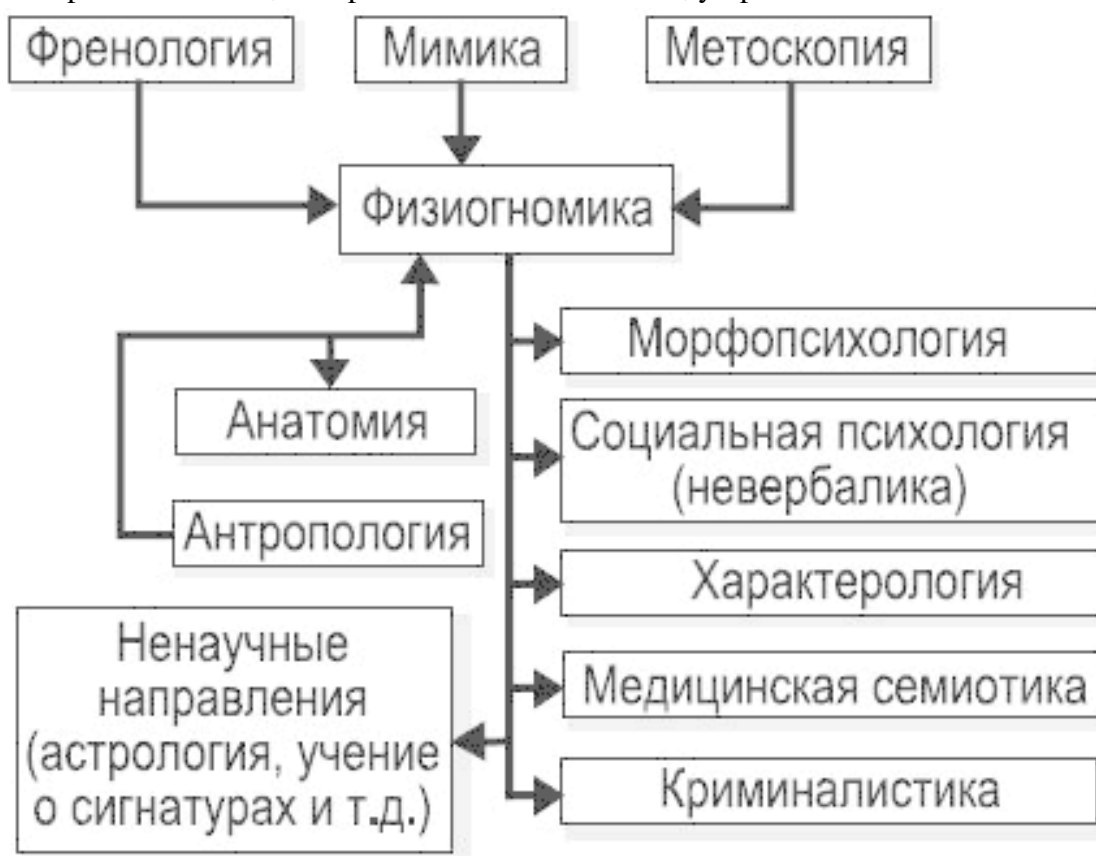 Френология
Мимика
Метоскопия
Физиогномика
Морфопсихология
Анатомия
Социальная психология
(невербалика)
Антропология
Характерология
Ненаучные
направления
(астрология, учение
о сигнатурах и т.д.)
Медицинская семиотика
Криминалистика